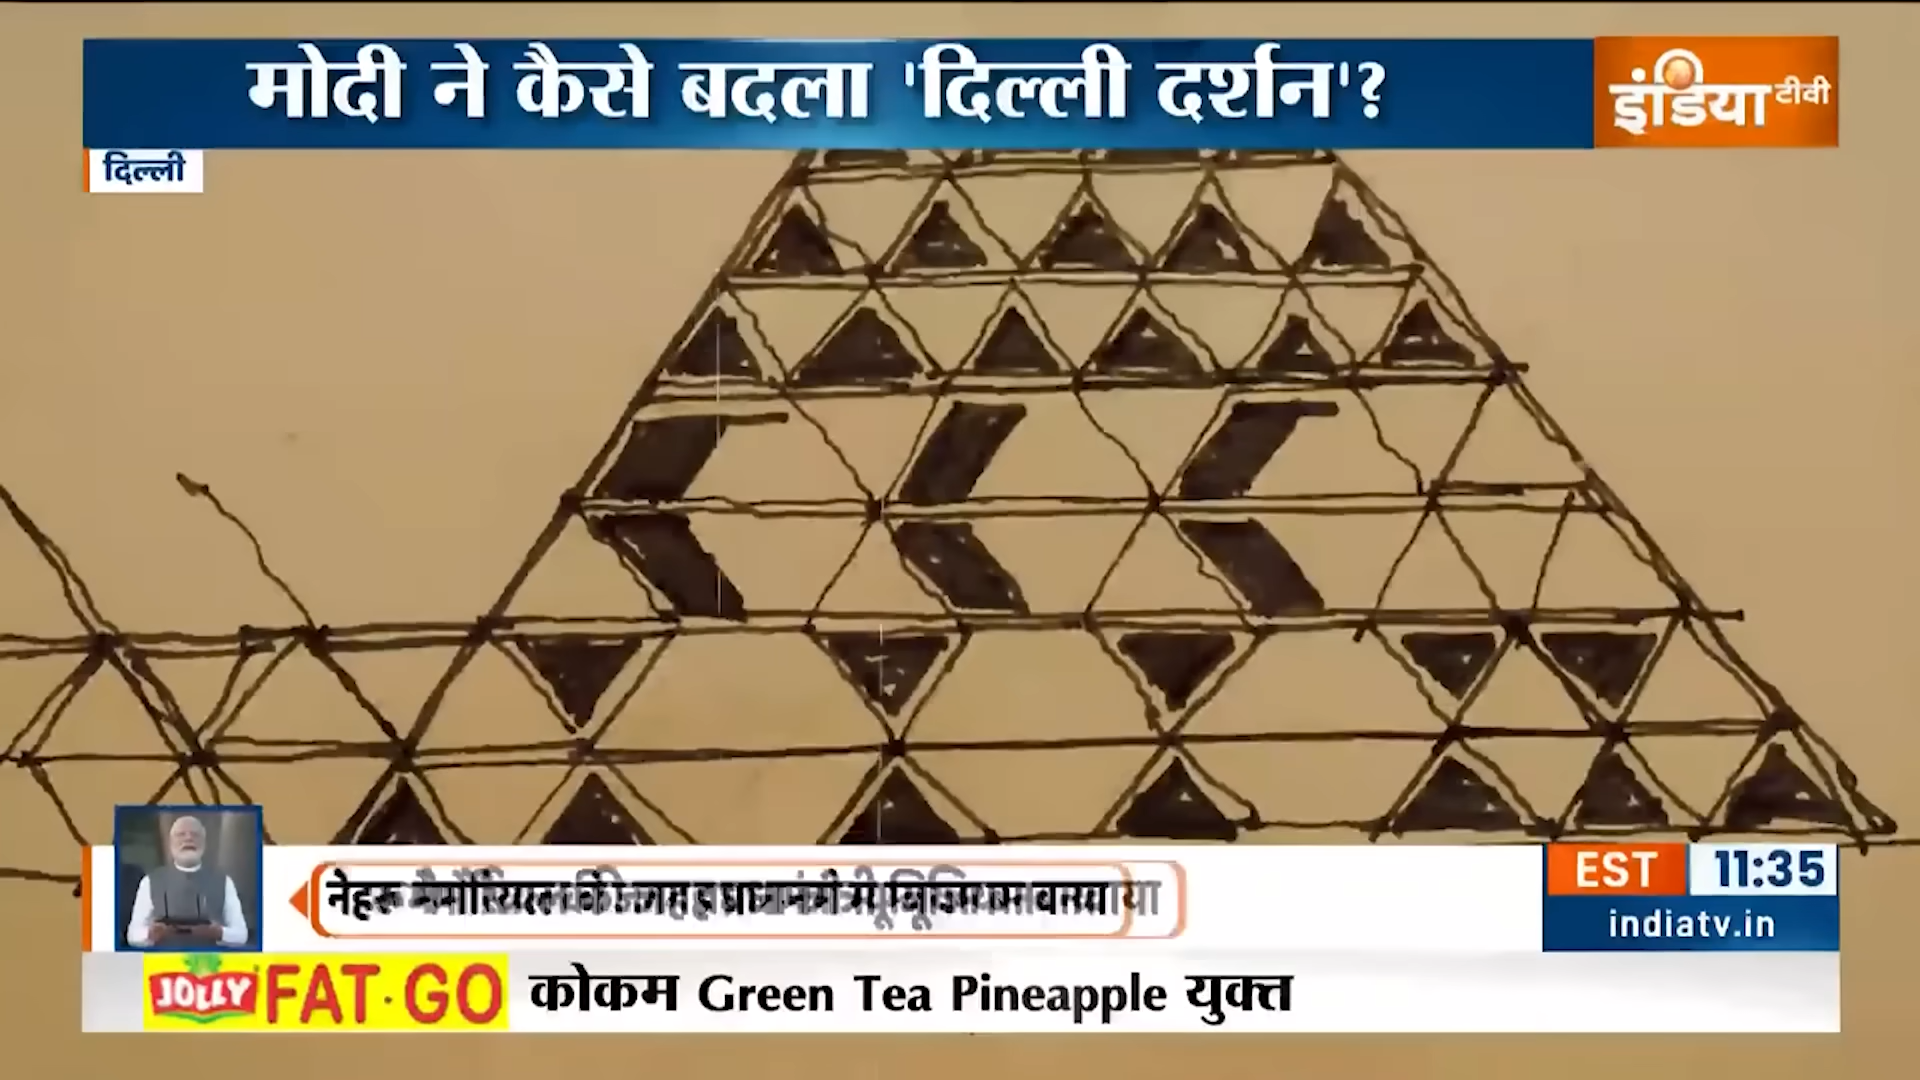 मोदी ने कैसे बदला 'दिल्ली दर्शन'?
इंडिया टीवी
दिल्ली
नेहरू
EST 11:35
indiatv.in
JOLLY FAT·GO कोकम Green Tea Pineapple युक्त